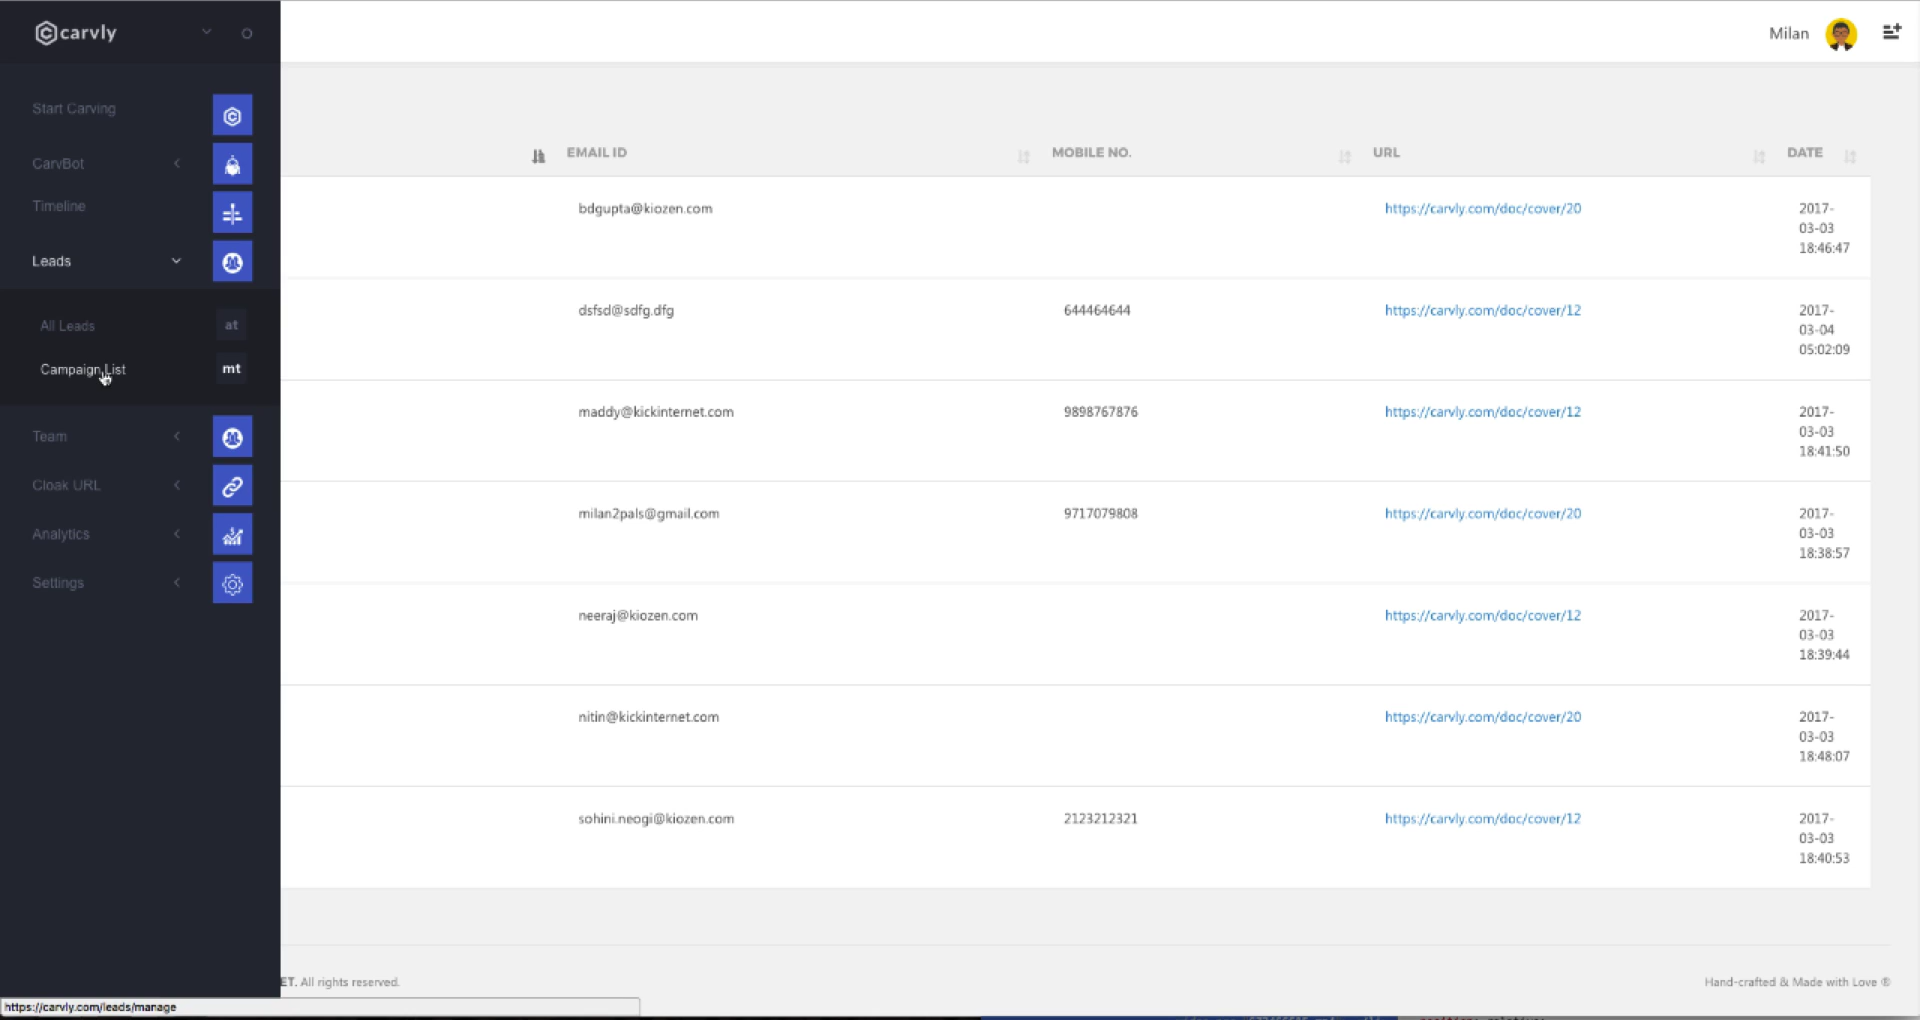 carvly
Milan
Start Carving
CarvBot
Timeline
Leads
All Leads at
Campaign List mt
Team
Cloak URL
Analytics
Settings
EMAIL ID MOBILE NO. URL DATE
bdgupta@kiozen.com https://carvly.com/doc/cover/20 2017-
03-03
18:46:47
dsfsd@sdfg.dfg 644464644 https://carvly.com/doc/cover/12 2017-
03-04
05:02:09
maddy@kickinternet.com 9898767876 https://carvly.com/doc/cover/12 2017-
03-03
18:41:50
milan2pals@gmail.com 9717079808 https://carvly.com/doc/cover/20 2017-
03-03
18:38:57
neeraj@kiozen.com https://carvly.com/doc/cover/12 2017-
03-03
18:39:44
nitin@kickinternet.com https://carvly.com/doc/cover/20 2017-
03-03
18:48:07
sohini.neogi@kiozen.com 2123212321 https://carvly.com/doc/cover/12 2017-
03-03
18:40:53
ET. All rights reserved.
Hand-crafted & Made with Love ®
https://carvly.com/leads/manage